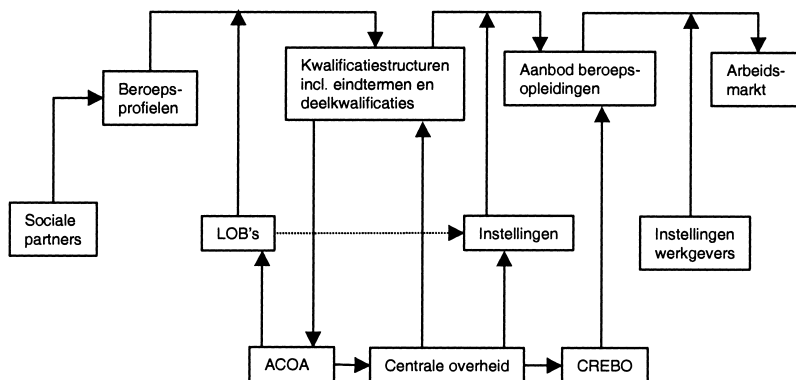 Beroeps-
profielen
Kwalificatiestructuren
incl. eindtermen en
deelkwalificaties
Aanbod beroeps-
opleidingen
Arbeids-
markt
Sociale
partners
LOB's
Instellingen
Instellingen
werkgevers
ACOA
Centrale overheid
CREBO